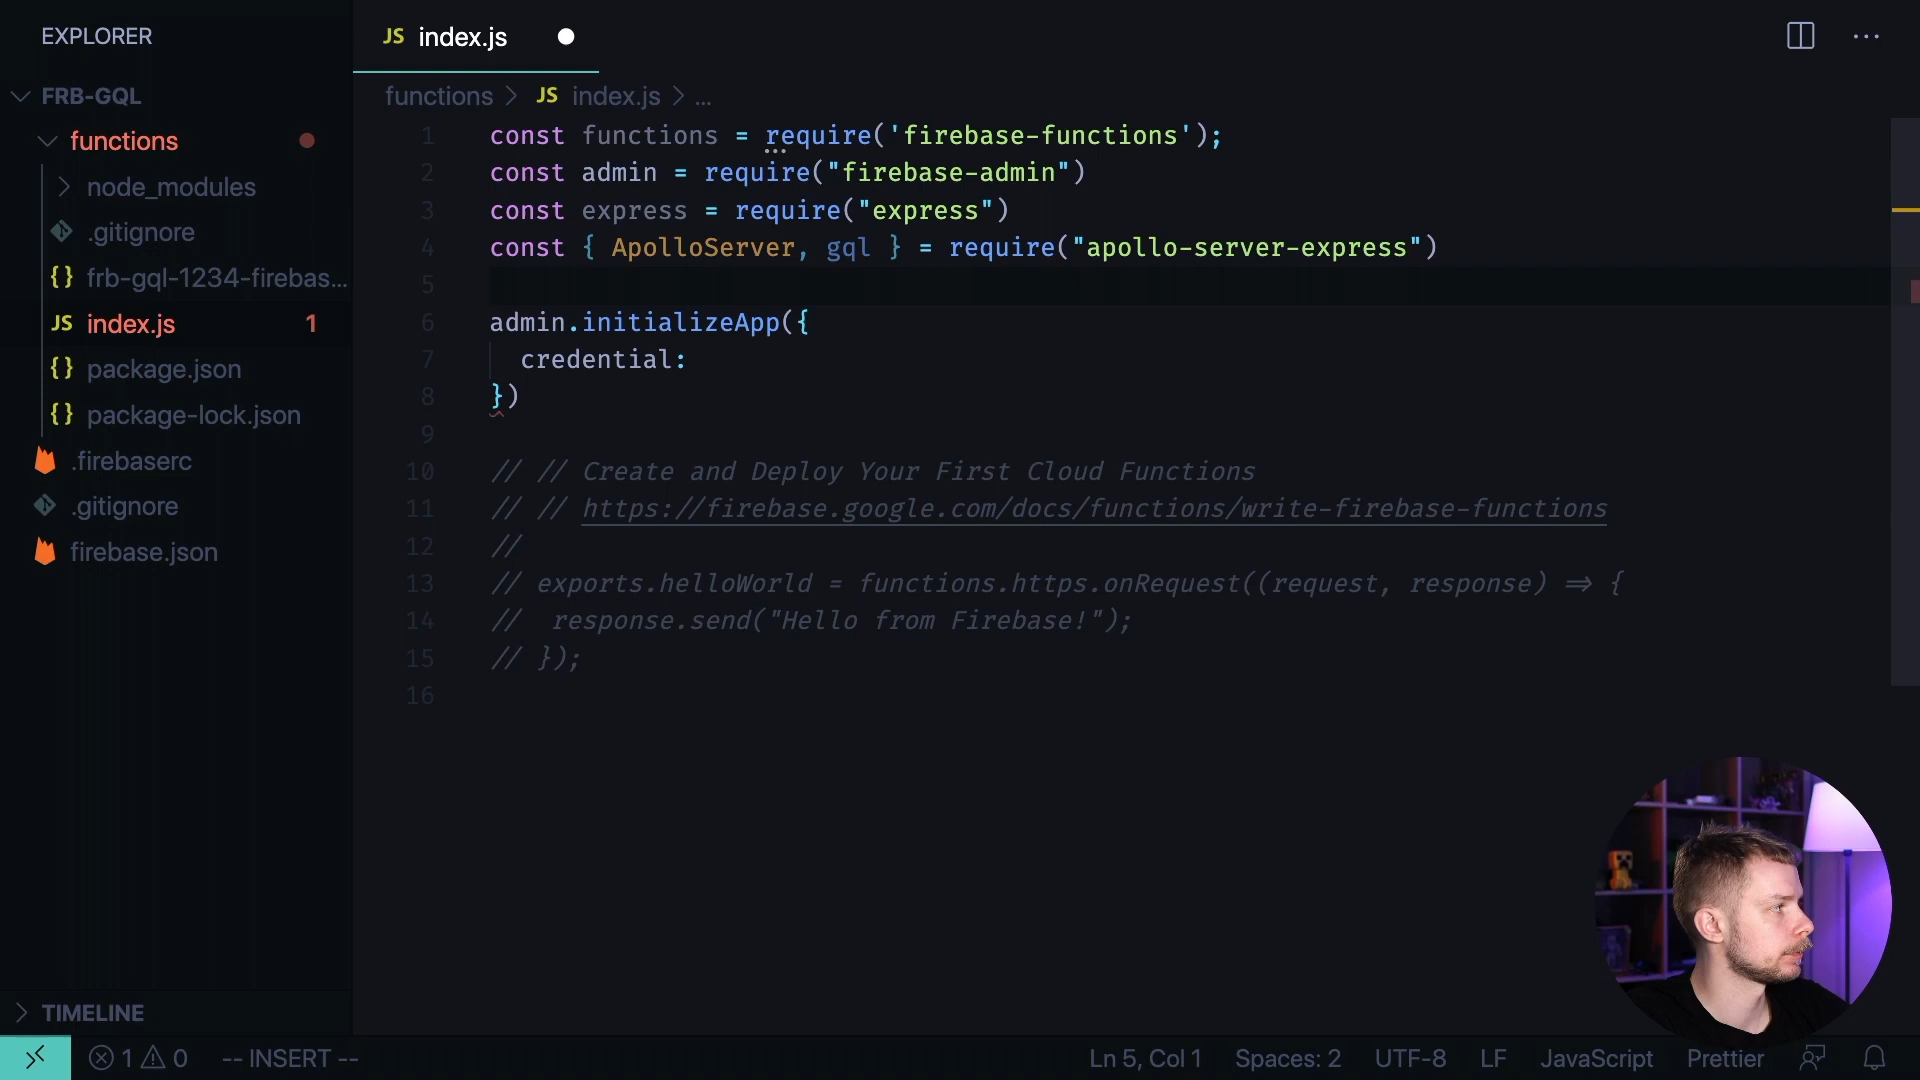 EXPLORER
JS index.js
FRB-GQL
functions
node_modules
.gitignore
frb-gql-1234-firebas...
JS index.js 1
package.json
package-lock.json
.firebaserc
.gitignore
firebase.json
TIMELINE
functions > JS index.js > ...
1 const functions = require('firebase-functions');
2 const admin = require("firebase-admin")
3 const express = require("express")
4 const { ApolloServer, gql } = require("apollo-server-express")
5
6 admin.initializeApp({
7 credential:
8 })
9
10 // // Create and Deploy Your First Cloud Functions
11 // // https://firebase.google.com/docs/functions/write-firebase-functions
12 //
13 // exports.helloWorld = functions.https.onRequest((request, response) => {
14 // response.send("Hello from Firebase!");
15 // });
16
1 0 -- INSERT -- Ln 5, Col 1 Spaces: 2 UTF-8 LF JavaScript Prettier